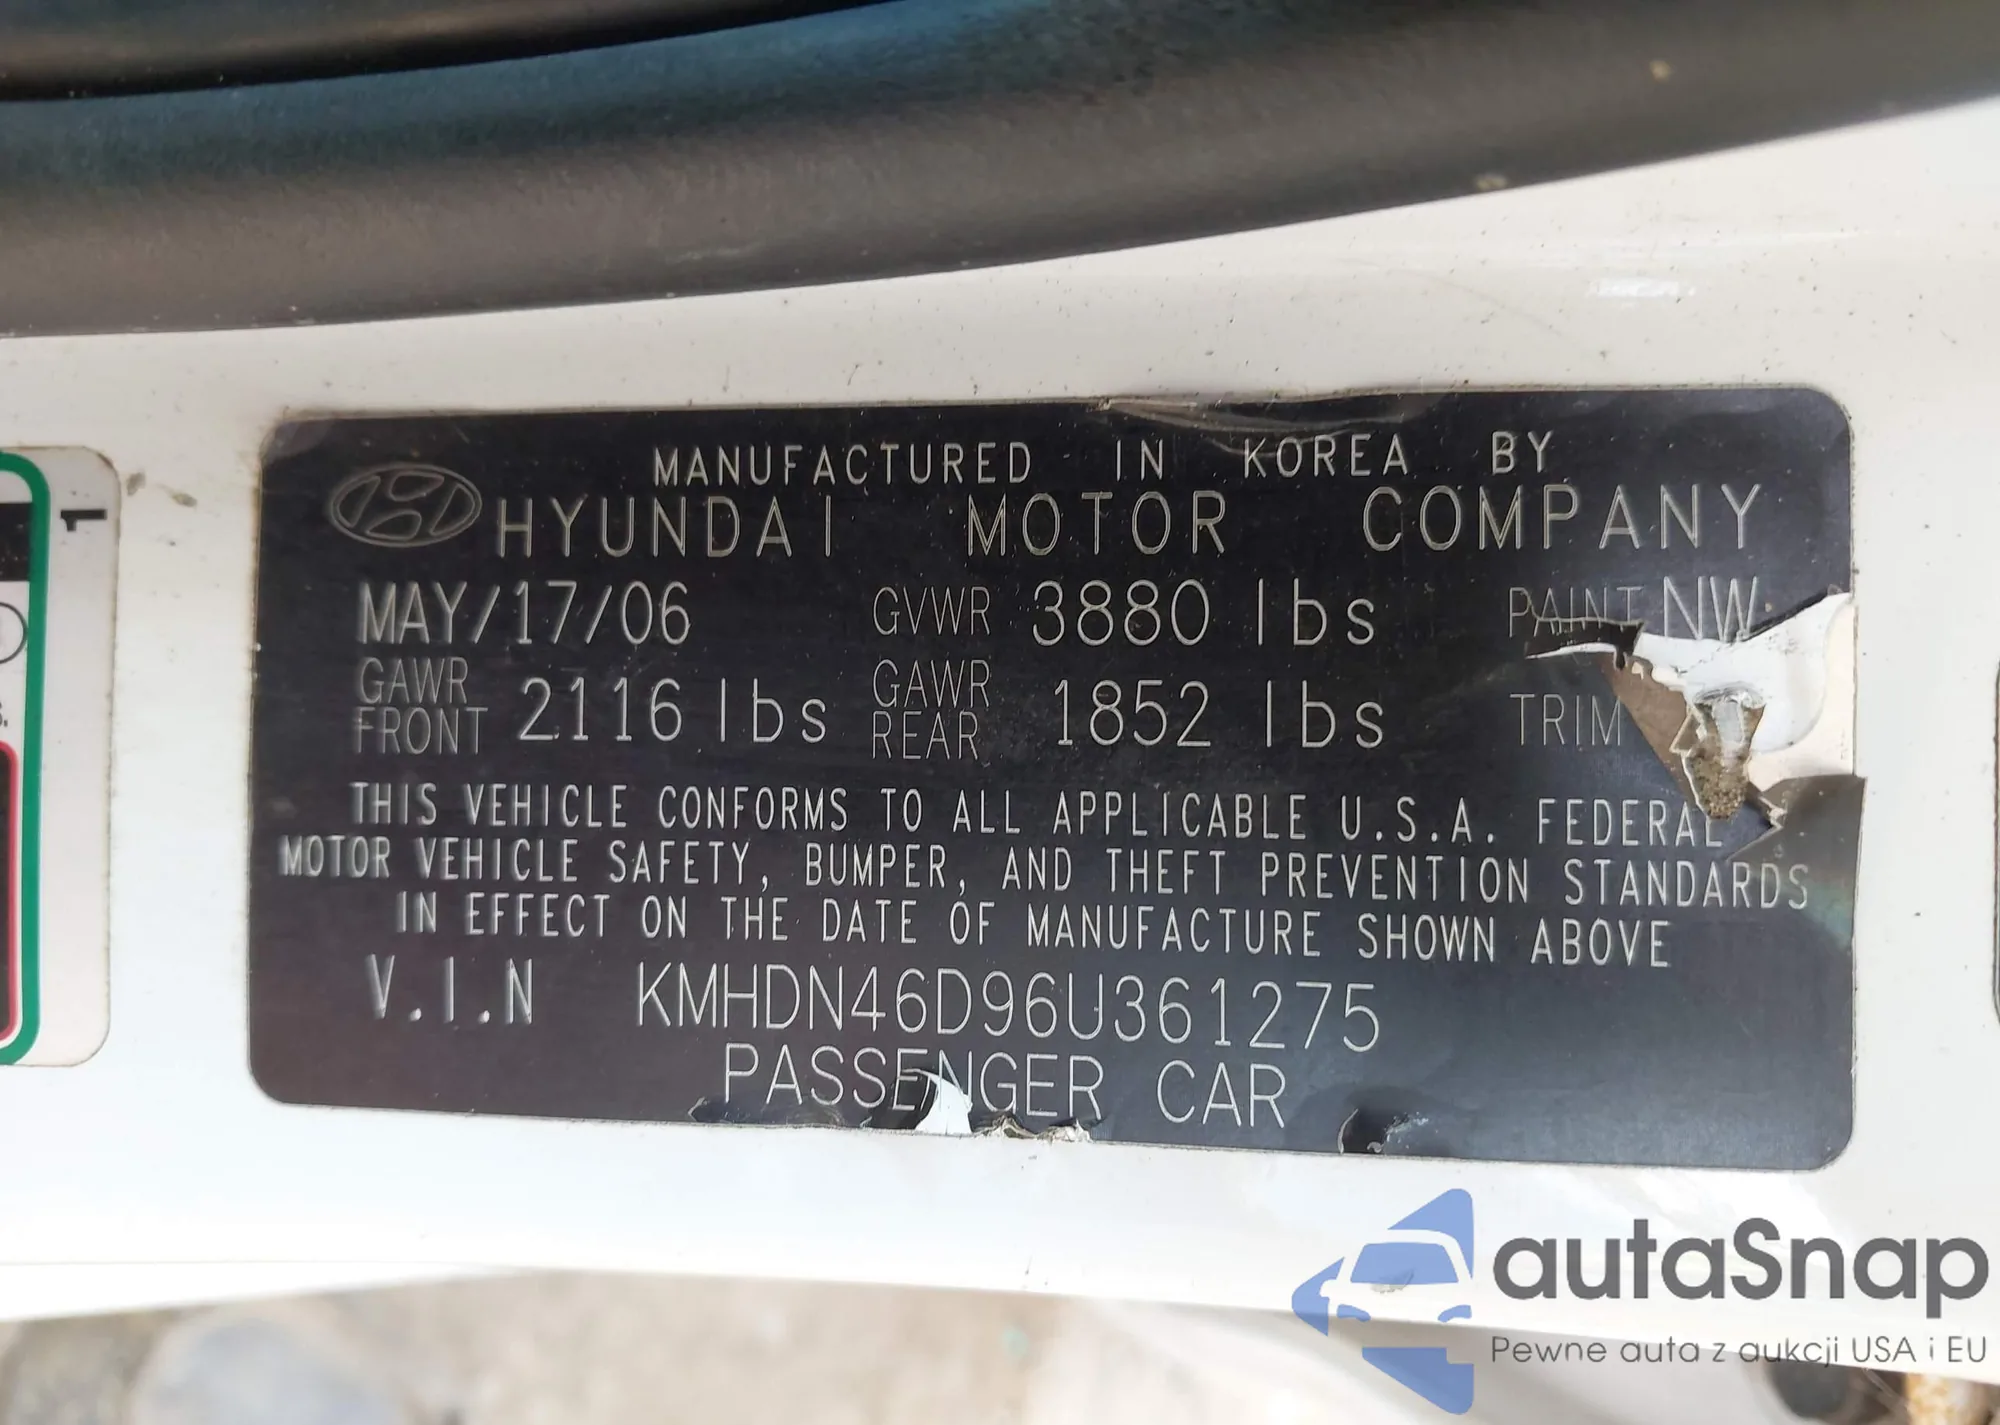 MANUFACTURED IN KOREA BY
HYUNDAI MOTOR COMPANY
MAY/17/06 GVWR 3880 lbs PAINT NW
GAWR FRONT 2116 lbs GAWR REAR 1852 lbs TRIM
THIS VEHICLE CONFORMS TO ALL APPLICABLE U.S.A. FEDERAL
MOTOR VEHICLE SAFETY, BUMPER, AND THEFT PREVENTION STANDARDS
IN EFFECT ON THE DATE OF MANUFACTURE SHOWN ABOVE
V.I.N KMHDN46D96U361275
PASSENGER CAR
1
autaSnap
Pewne auta z aukcji USA i EU